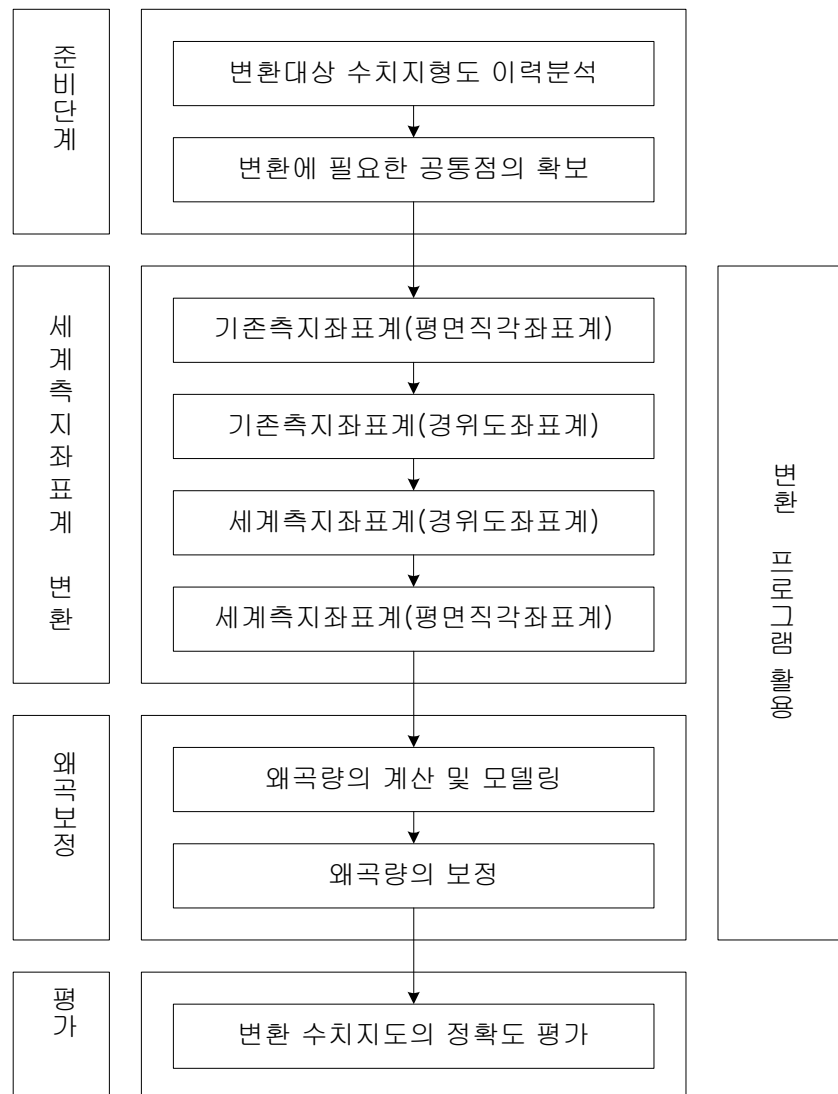 준비단계
변환대상 수치지형도 이력분석
변환에 필요한 공통점의 확보
세계측지좌표계 변환
기존측지좌표계(평면직각좌표계)
기존측지좌표계(경위도좌표계)
세계측지좌표계(경위도좌표계)
세계측지좌표계(평면직각좌표계)
변환 프로그램 활용
왜곡보정
왜곡량의 계산 및 모델링
왜곡량의 보정
평가
변환 수치지도의 정확도 평가